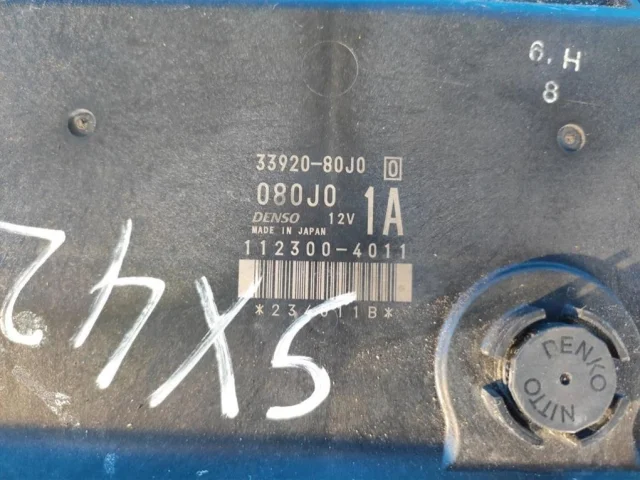 6.H
8
33920-80J0 0
080J0 1A
DENSO 12V
MADE IN JAPAN
112300-4011
SX42
NITTO DENKO